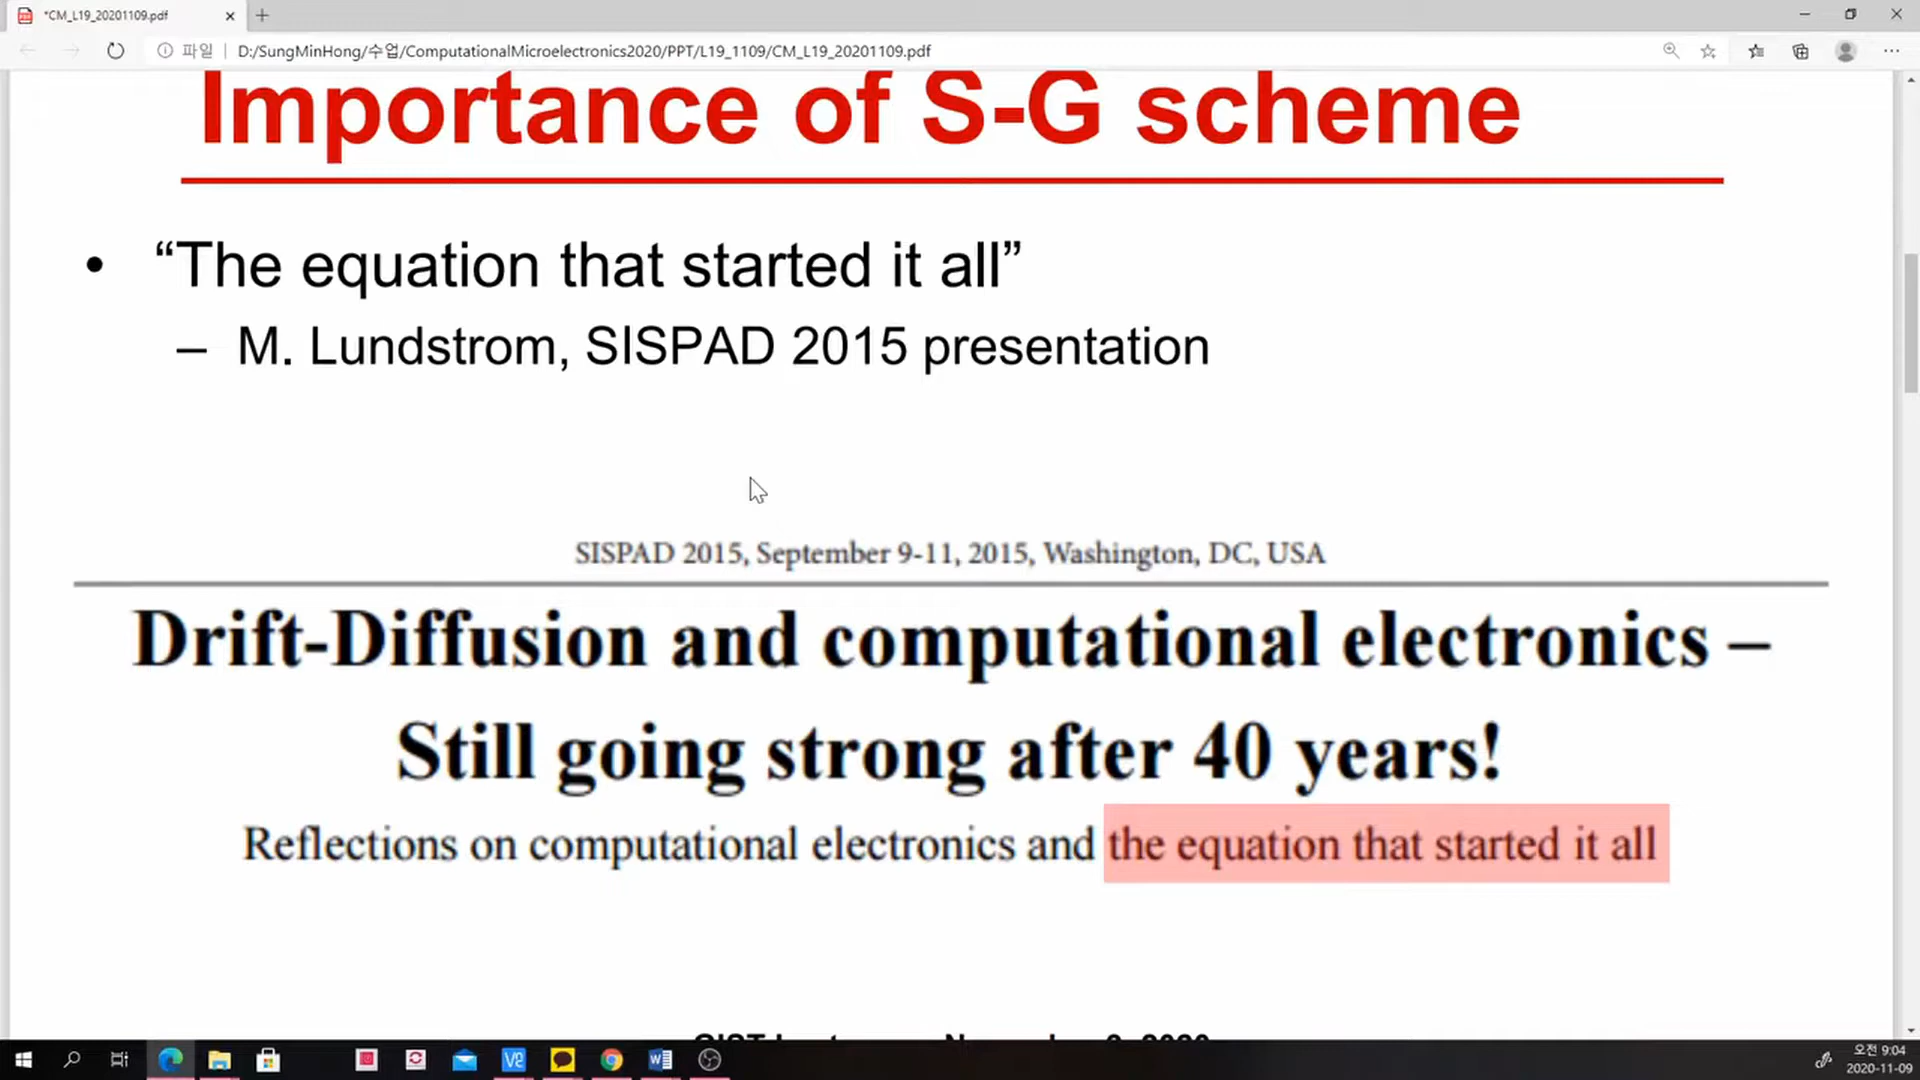 *CM_L19_20201109.pdf
파일 | D:/SungMinHong/수업/ComputationalMicroelectronics2020/PPT/L19_1109/CM_L19_20201109.pdf
Importance of S-G scheme
• “The equation that started it all”
– M. Lundstrom, SISPAD 2015 presentation
SISPAD 2015, September 9-11, 2015, Washington, DC, USA
Drift-Diffusion and computational electronics –
Still going strong after 40 years!
Reflections on computational electronics and the equation that started it all
오전 9:04
2020-11-09